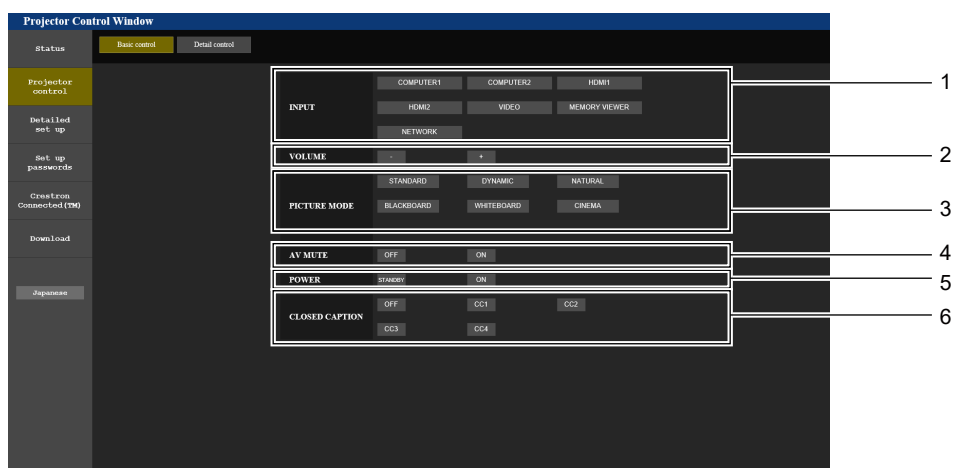 Projector Control Window
Status
Basic control
Detail control
Projector
control
Detailed
set up
Set up
passwords
Crestron
Connected(TM)
Download
Japanese
INPUT
COMPUTER1
COMPUTER2
HDMI1
HDMI2
VIDEO
MEMORY VIEWER
NETWORK
1
VOLUME
-
+
2
PICTURE MODE
STANDARD
DYNAMIC
NATURAL
BLACKBOARD
WHITEBOARD
CINEMA
3
AV MUTE
OFF
ON
4
POWER
STANDBY
ON
5
CLOSED CAPTION
OFF
CC1
CC2
CC3
CC4
6